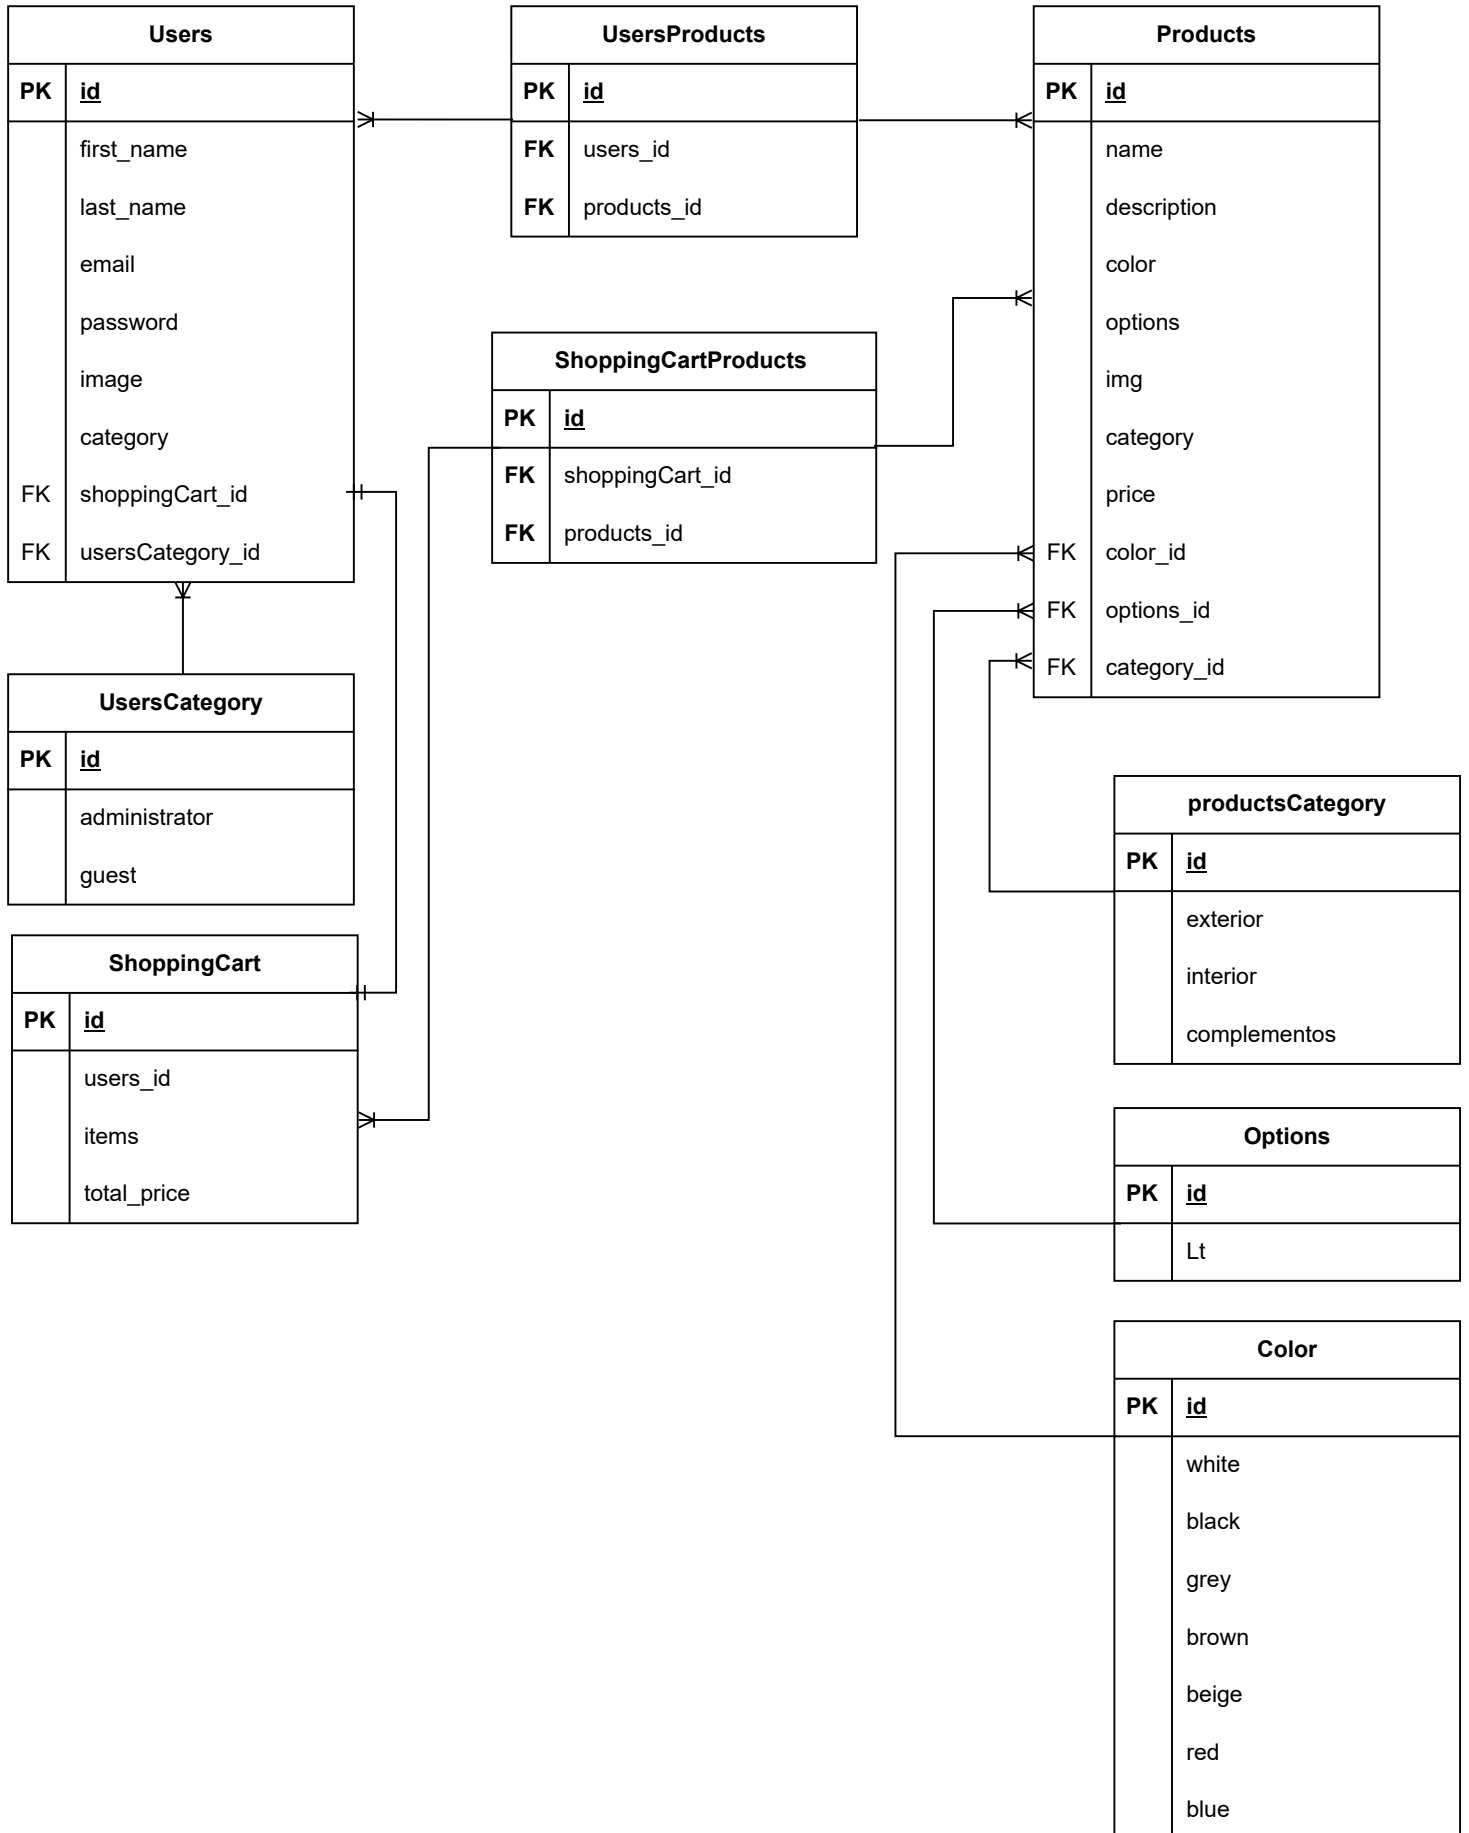 Users
PK id
first_name
last_name
email
password
image
category
FK shoppingCart_id
FK usersCategory_id
UsersProducts
PK id
FK users_id
FK products_id
Products
PK id
name
description
color
options
img
category
price
FK color_id
FK options_id
FK category_id
ShoppingCartProducts
PK id
FK shoppingCart_id
FK products_id
UsersCategory
PK id
administrator
guest
ShoppingCart
PK id
users_id
items
total_price
productsCategory
PK id
exterior
interior
complementos
Options
PK id
Lt
Color
PK id
white
black
grey
brown
beige
red
blue